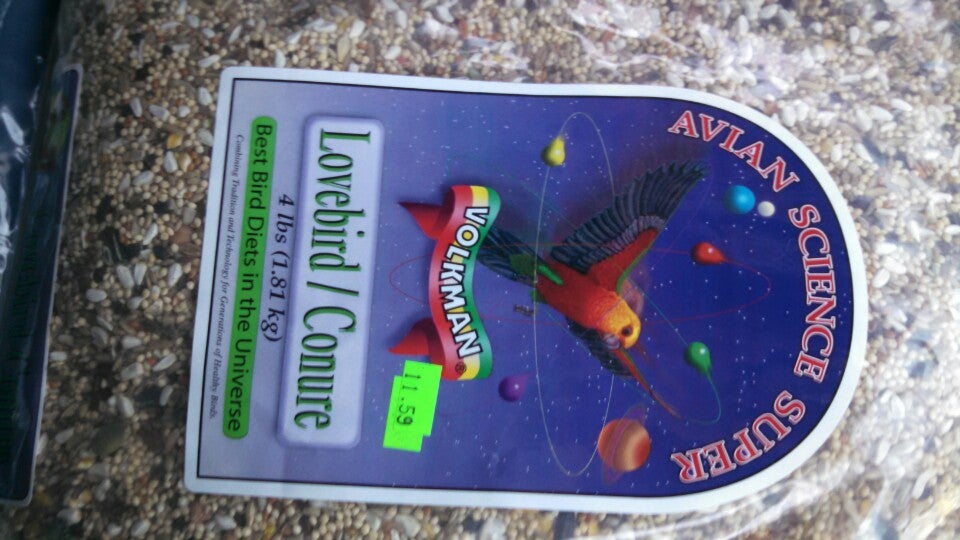 AVIAN SCIENCE SUPER
VOLKMAN®
11.59
Lovebird / Conure
4 lbs (1.81 kg)
Best Bird Diets in the Universe
Combining Tradition and Technology for Generations of Healthy Birds.